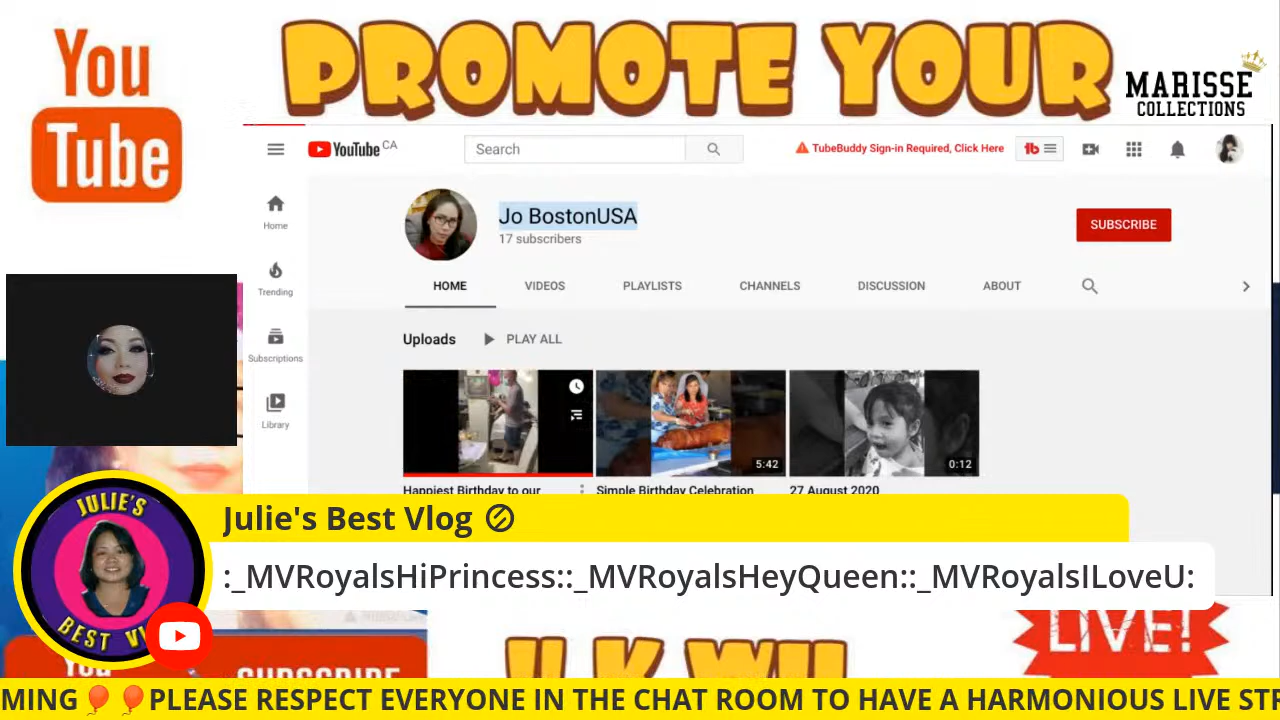 You
Tube
PROMOTE YOUR
MARISSE
COLLECTIONS
YouTube CA
Search
TubeBuddy Sign-in Required, Click Here
Home
Trending
Subscriptions
Library
Jo BostonUSA
17 subscribers
SUBSCRIBE
HOME
VIDEOS
PLAYLISTS
CHANNELS
DISCUSSION
ABOUT
Uploads
PLAY ALL
5:42
0:12
Happiest Birthday to our
Simple Birthday Celebration
27 August 2020
JULIE'S
BEST
Julie's Best Vlog
:_MVRoyalsHiPrincess::_MVRoyalsHeyQueen::_MVRoyalsILoveU:
You
SUBSCRIBE
LIVE!
MING🎈🎈PLEASE RESPECT EVERYONE IN THE CHAT ROOM TO HAVE A HARMONIOUS LIVE STR